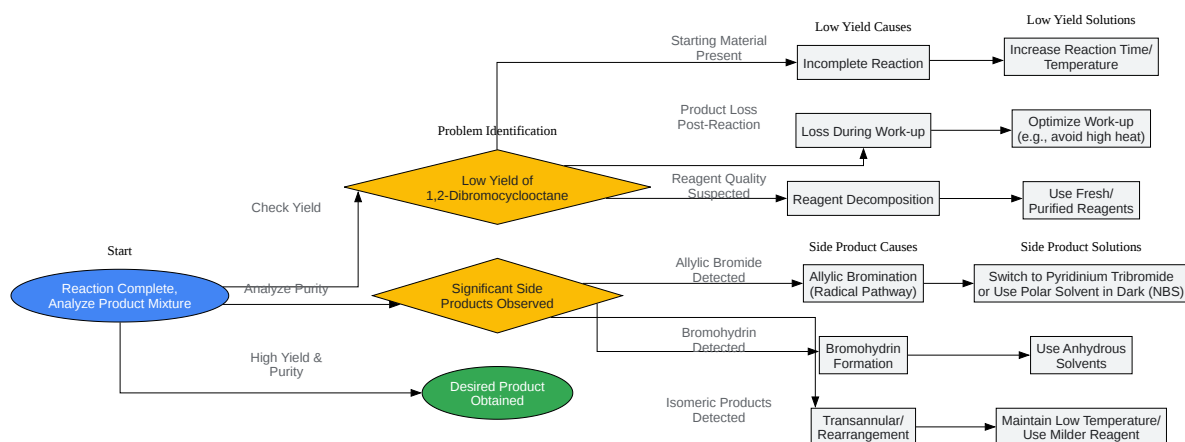 Low Yield Causes
Low Yield Solutions
Starting Material
Present
Incomplete Reaction
Increase Reaction Time/
Temperature
Problem Identification
Product Loss
Post-Reaction
Loss During Work-up
Optimize Work-up
(e.g., avoid high heat)
Low Yield of
1,2-Dibromocyclooctane
Reagent Quality
Suspected
Reagent Decomposition
Use Fresh/
Purified Reagents
Check Yield
Start
Side Product Causes
Side Product Solutions
Reaction Complete,
Analyze Product Mixture
Analyze Purity
Significant Side
Products Observed
Allylic Bromide
Detected
Allylic Bromination
(Radical Pathway)
Switch to Pyridinium Tribromide
or Use Polar Solvent in Dark (NBS)
Bromohydrin
Detected
Bromohydrin
Formation
Use Anhydrous
Solvents
High Yield &
Purity
Desired Product
Obtained
Isomeric Products
Detected
Transannular/
Rearrangement
Maintain Low Temperature/
Use Milder Reagent